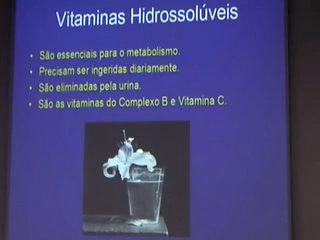 Vitaminas Hidrossolúveis
• São essenciais para o metabolismo.
• Precisam ser ingeridas diariamente.
• São eliminadas pela urina.
• São as vitaminas do Complexo B e Vitamina C.